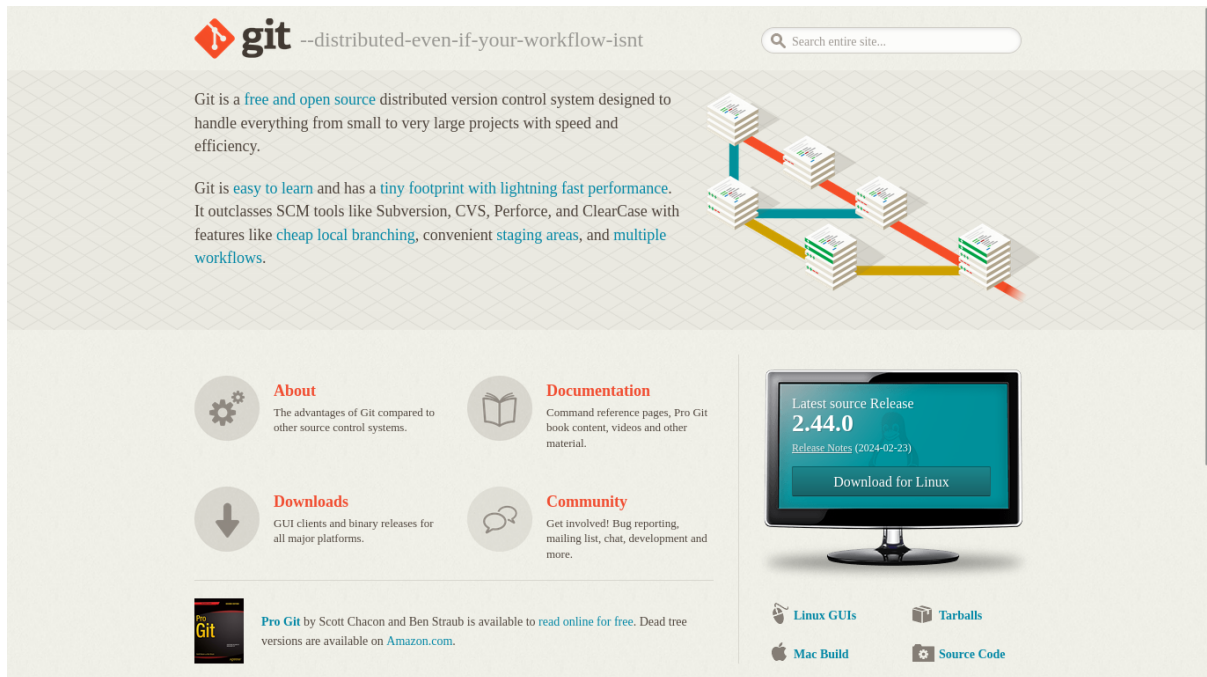 git --distributed-even-if-your-workflow-isnt
Search entire site...
Git is a free and open source distributed version control system designed to
handle everything from small to very large projects with speed and
efficiency.
Git is easy to learn and has a tiny footprint with lightning fast performance.
It outclasses SCM tools like Subversion, CVS, Perforce, and ClearCase with
features like cheap local branching, convenient staging areas, and multiple
workflows.
About
The advantages of Git compared to
other source control systems.
Documentation
Command reference pages, Pro Git
book content, videos and other
material.
Downloads
GUI clients and binary releases for
all major platforms.
Community
Get involved! Bug reporting,
mailing list, chat, development and
more.
Pro
Git
Pro Git by Scott Chacon and Ben Straub is available to read online for free. Dead tree
versions are available on Amazon.com.
Latest source Release
2.44.0
Release Notes (2024-02-23)
Download for Linux
Linux GUIs
Tarballs
Mac Build
Source Code